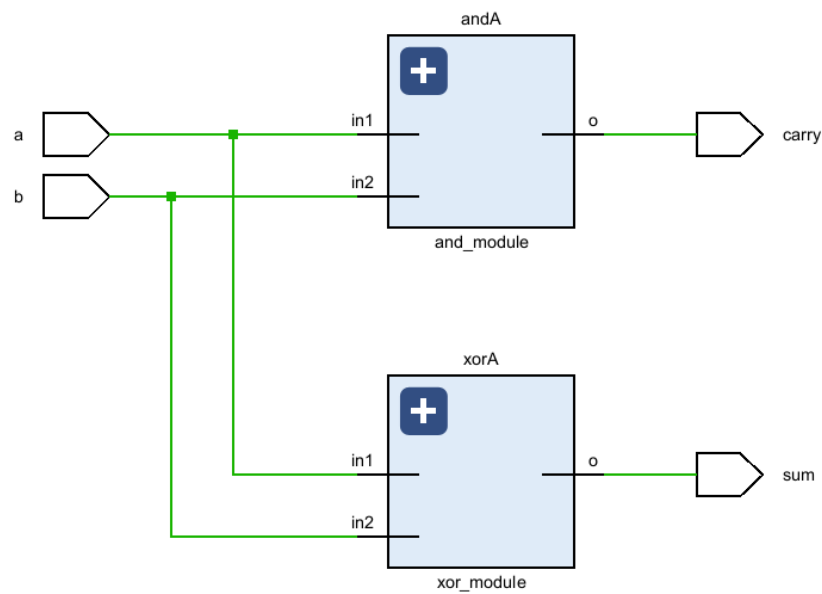 andA
a
in1
o
carry
b
in2
and_module
xorA
in1
o
sum
in2
xor_module